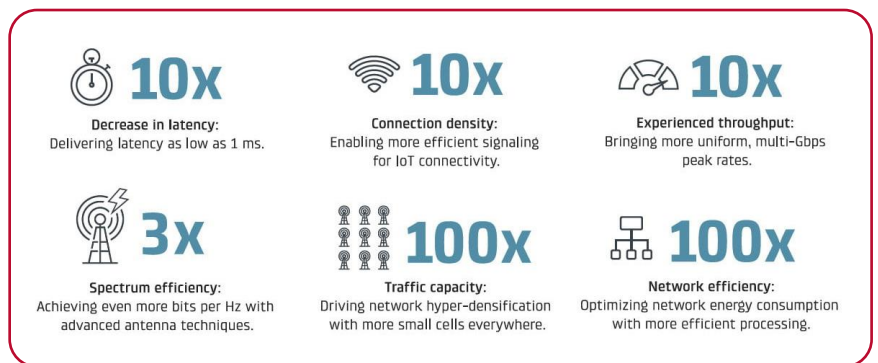 10x
Decrease in latency:
Delivering latency as low as 1 ms.
10x
Connection density:
Enabling more efficient signaling
for IoT connectivity.
10x
Experienced throughput:
Bringing more uniform, multi-Gbps
peak rates.
3x
Spectrum efficiency:
Achieving even more bits per Hz with
advanced antenna techniques.
100x
Traffic capacity:
Driving network hyper-densification
with more small cells everywhere.
100x
Network efficiency:
Optimizing network energy consumption
with more efficient processing.